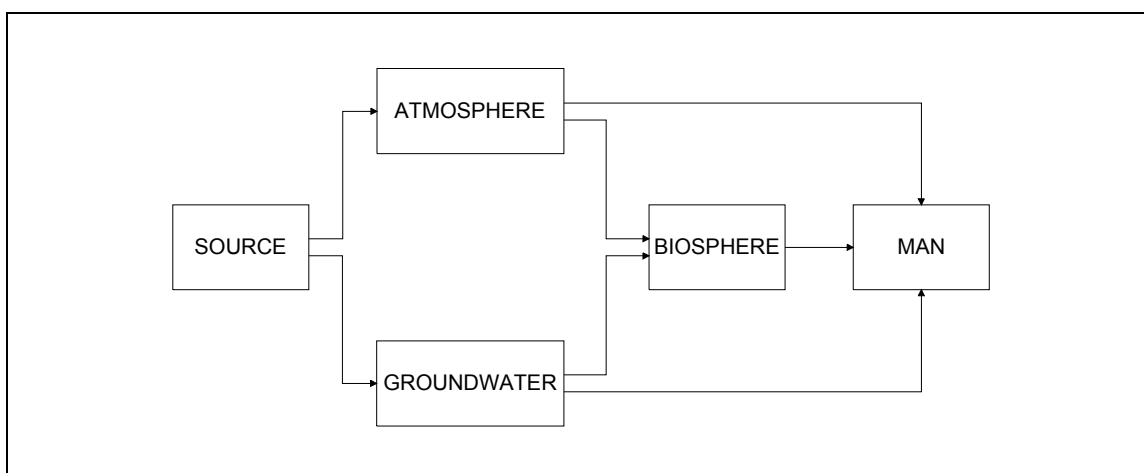 ATMOSPHERE
SOURCE
BIOSPHERE
MAN
GROUNDWATER